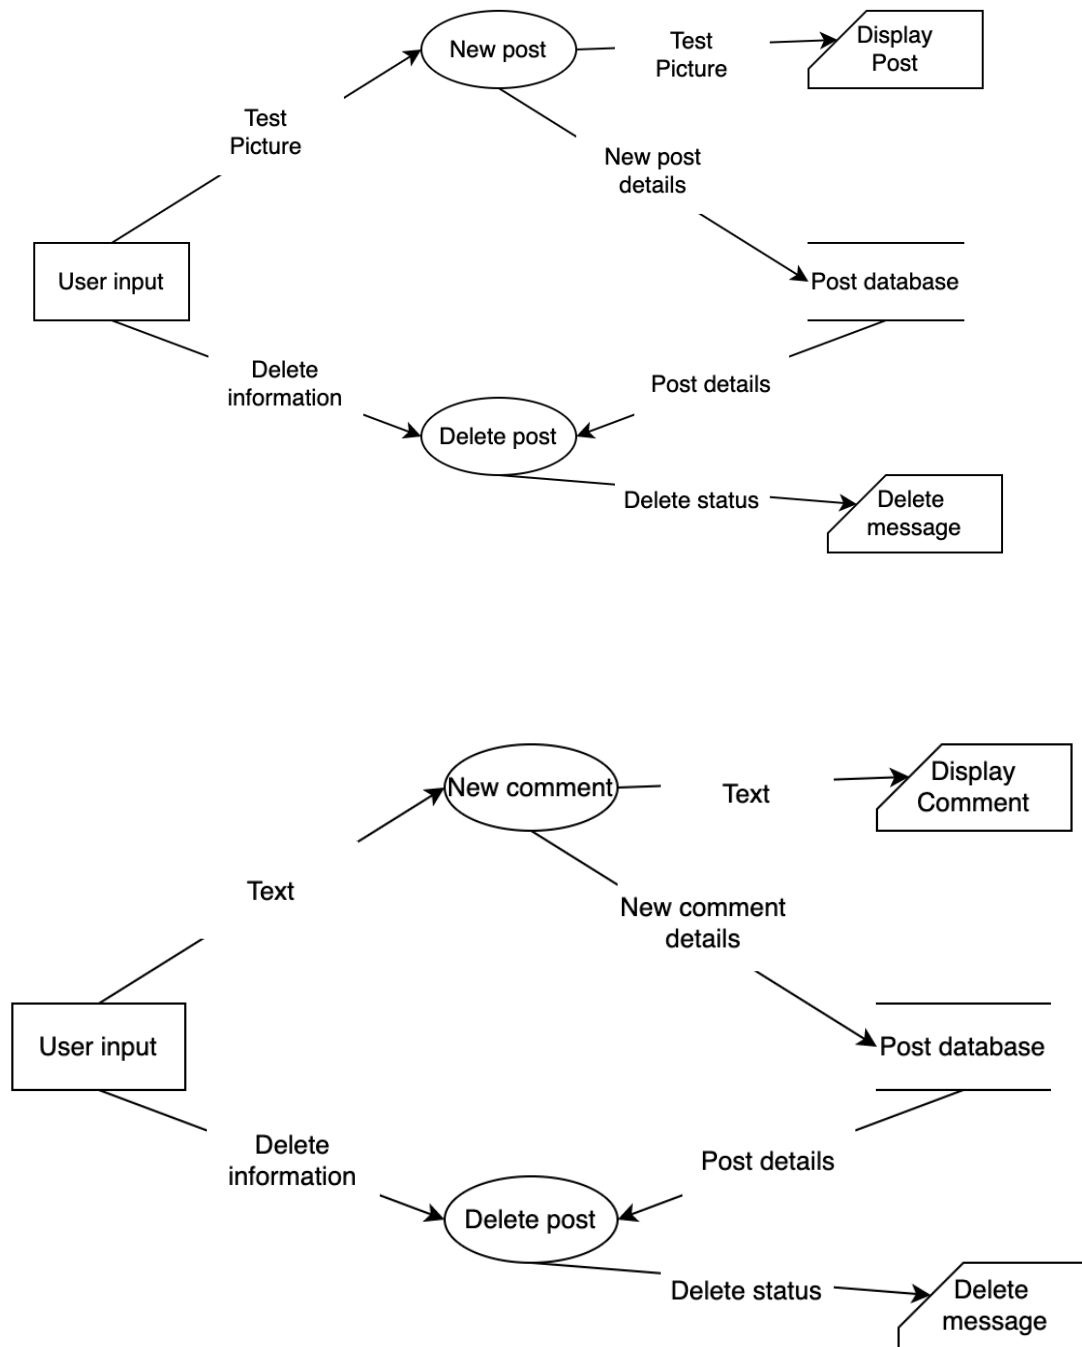 New post
Test
Picture
Display
Post
Test
Picture
New post
details
User input
Post database
Delete
information
Post details
Delete post
Delete status
Delete
message
New comment
Text
Display
Comment
Text
New comment
details
User input
Post database
Delete
information
Post details
Delete post
Delete status
Delete
message